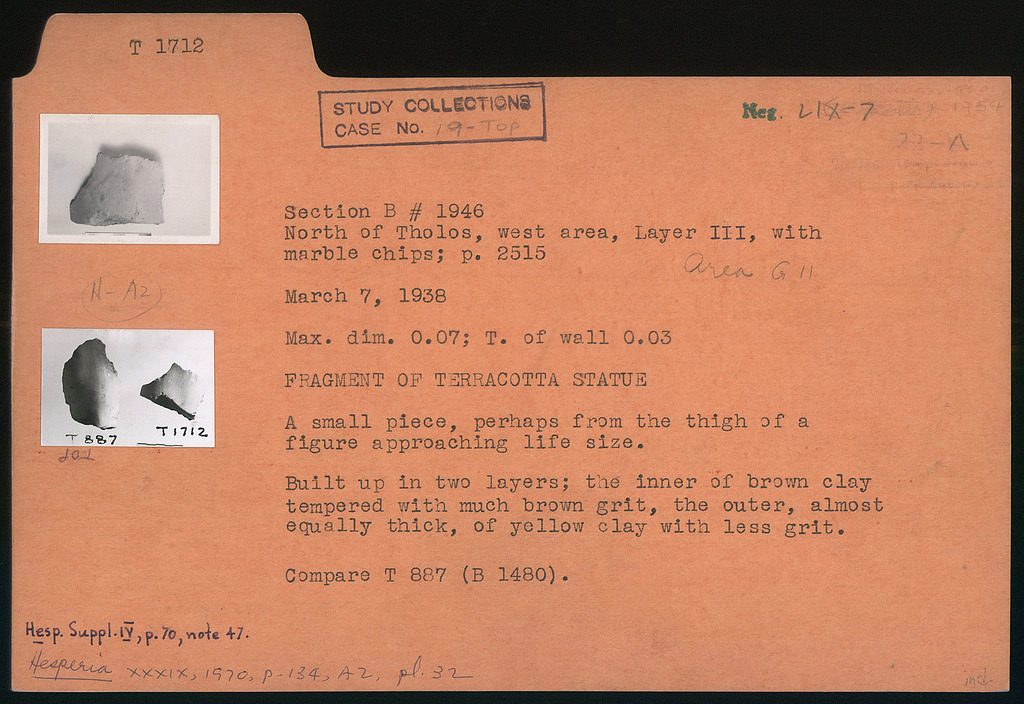 T 1712
STUDY COLLECTIONS
CASE No. 19-TOP
Neg. LIX-7
1954
22-A
Section B # 1946
North of Tholos, west area, Layer III, with
marble chips; p. 2515
Area G 11
(H-A2)
March 7, 1938
Max. dim. 0.07; T. of wall 0.03
FRAGMENT OF TERRACOTTA STATUE
A small piece, perhaps from the thigh of a
figure approaching life size.
T 887 T1712
Built up in two layers; the inner of brown clay
tempered with much brown grit, the outer, almost
equally thick, of yellow clay with less grit.
Compare T 887 (B 1480).
Hesp. Suppl. IV, p. 70, note 47.
Hesperia XXXIX, 1970, p. 134, A2, pl. 32
ind.